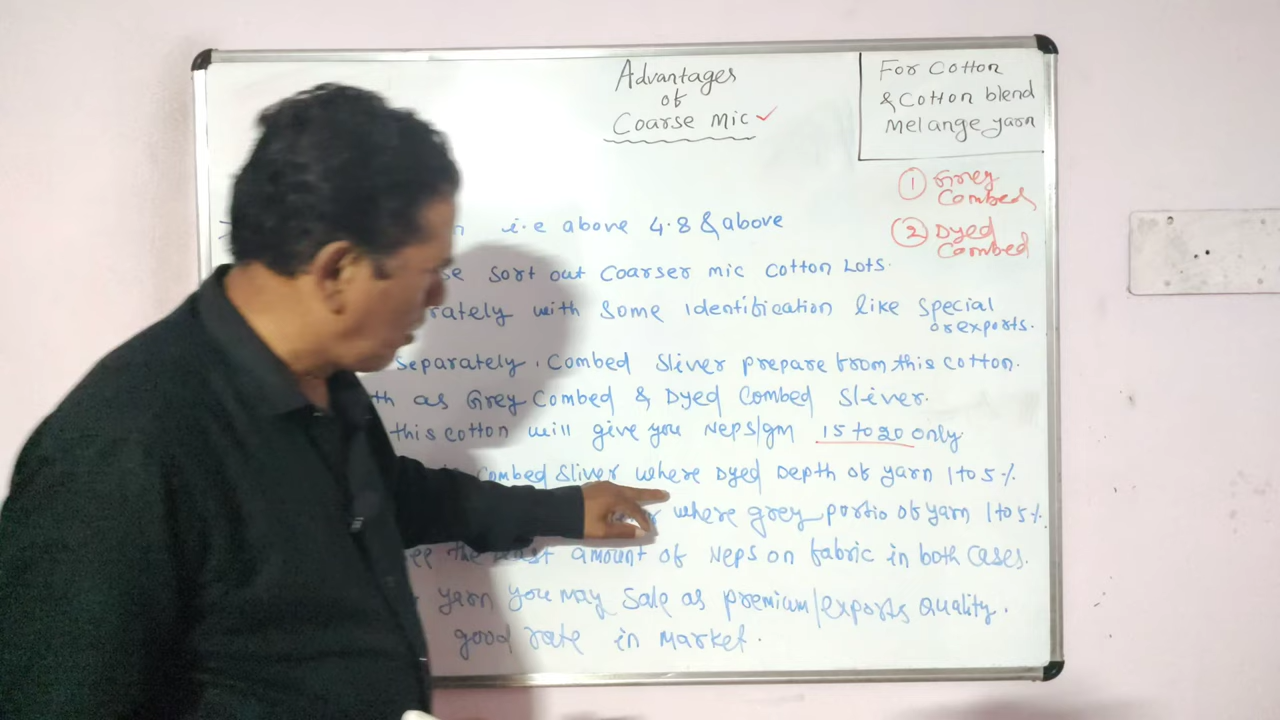 Advantages
of
Coarse Mic
For Cotton
& Cotton blend
Melange yarn
① Grey
Combed
② Dyed
Combed
i.e above 4.8 & above
sort out Coarser mic Cotton Lots.
with Some Identification like Special
or exports.
Separately. Combed Sliver prepare from this cotton.
as Grey Combed & Dyed Combed Sliver.
this cotton will give you Neps/gm 15 to 20 only
Combed Sliver where Dyed Depth of yarn 1 to 5 %
where grey portio of yarn 1 to 5 %.
the least amount of Neps on fabric in both Cases.
yarn you may Sale as premium/exports Quality.
good rate in Market.